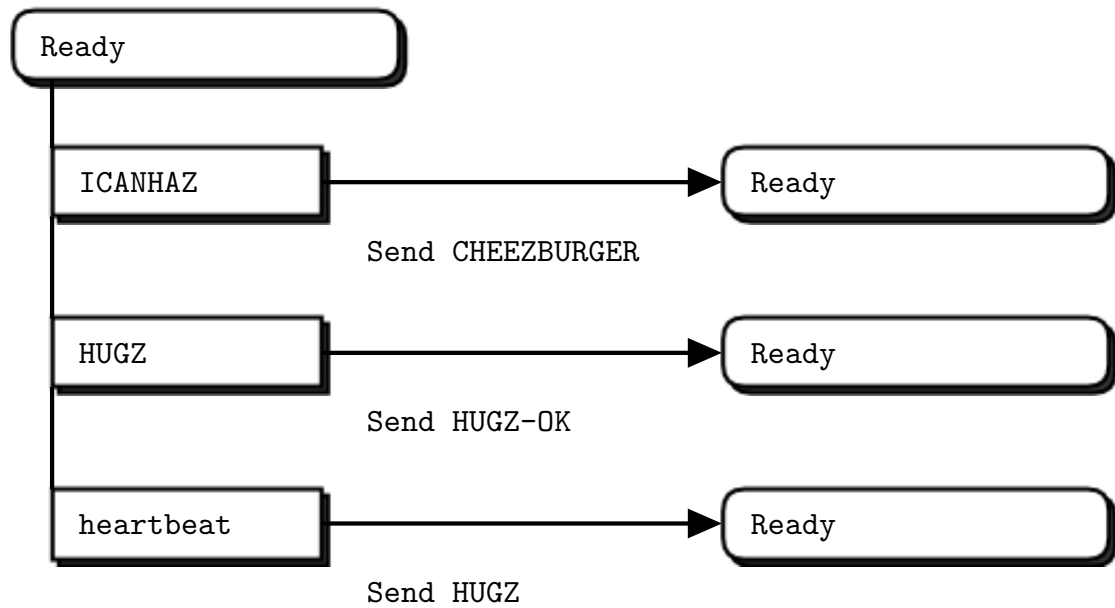 Ready
ICANHAZ
Ready
Send CHEEZBURGER
HUGZ
Ready
Send HUGZ-OK
heartbeat
Ready
Send HUGZ